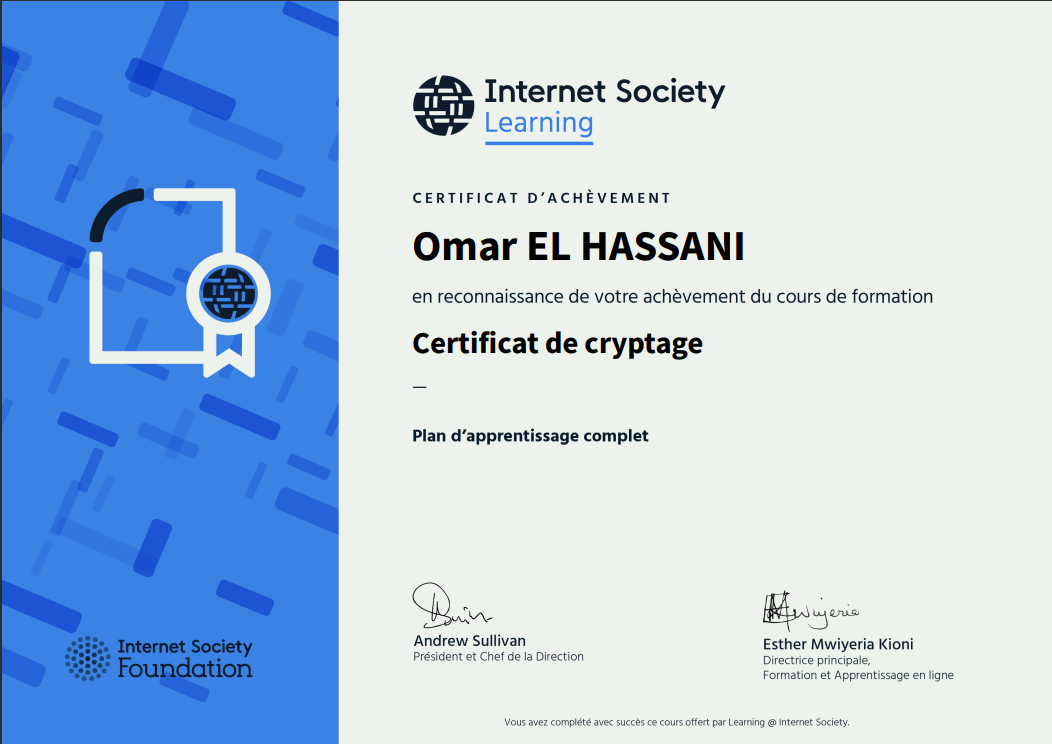 Internet Society
Learning
CERTIFICAT D’ACHÈVEMENT
Omar EL HASSANI
en reconnaissance de votre achèvement du cours de formation
Certificat de cryptage
—
Plan d’apprentissage complet
Andrew Sullivan
Président et Chef de la Direction
Esther Mwiyeria Kioni
Directrice principale,
Formation et Apprentissage en ligne
Internet Society
Foundation
Vous avez complété avec succès ce cours offert par Learning @ Internet Society.